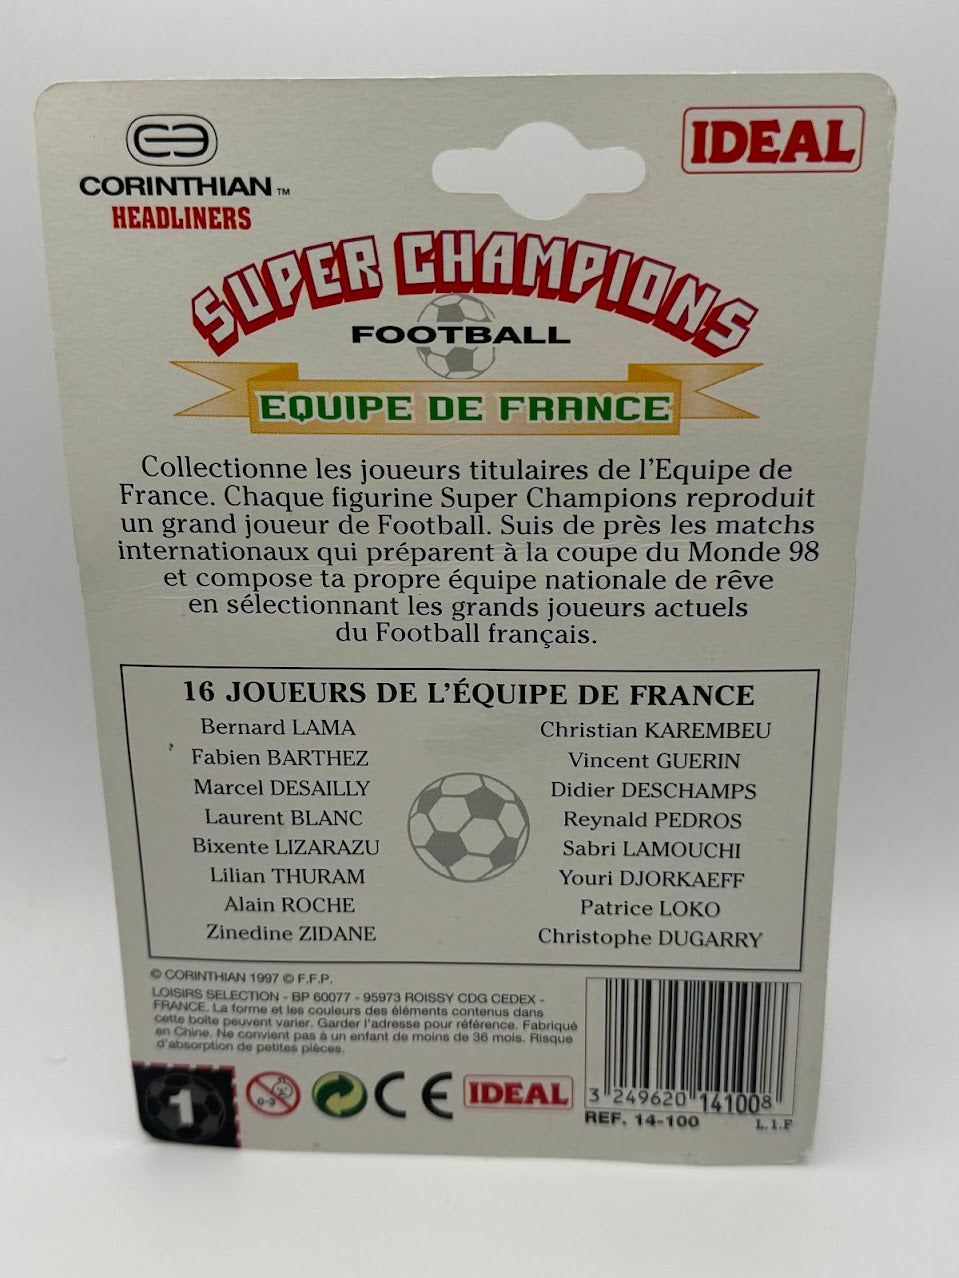 CORINTHIAN TM
HEADLINERS
IDEAL
SUPER CHAMPIONS
FOOTBALL
EQUIPE DE FRANCE
Collectionne les joueurs titulaires de l'Equipe de
France. Chaque figurine Super Champions reproduit
un grand joueur de Football. Suis de près les matchs
internationaux qui préparent à la coupe du Monde 98
et compose ta propre équipe nationale de rêve
en sélectionnant les grands joueurs actuels
du Football français.
16 JOUEURS DE L'ÉQUIPE DE FRANCE
Bernard LAMA
Fabien BARTHEZ
Marcel DESAILLY
Laurent BLANC
Bixente LIZARAZU
Lilian THURAM
Alain ROCHE
Zinedine ZIDANE
Christian KAREMBEU
Vincent GUERIN
Didier DESCHAMPS
Reynald PEDROS
Sabri LAMOUCHI
Youri DJORKAEFF
Patrice LOKO
Christophe DUGARRY
© CORINTHIAN 1997 © F.F.P.
LOISIRS SELECTION - BP 60077 - 95973 ROISSY CDG CEDEX -
FRANCE. La forme et les couleurs des éléments contenus dans
cette boîte peuvent varier. Garder l'adresse pour référence. Fabriqué
en Chine. Ne convient pas à un enfant de moins de 36 mois. Risque
d'absorption de petites pièces.
1
0-3
CE
IDEAL
3 249620 141008
REF. 14-100
L.I.F